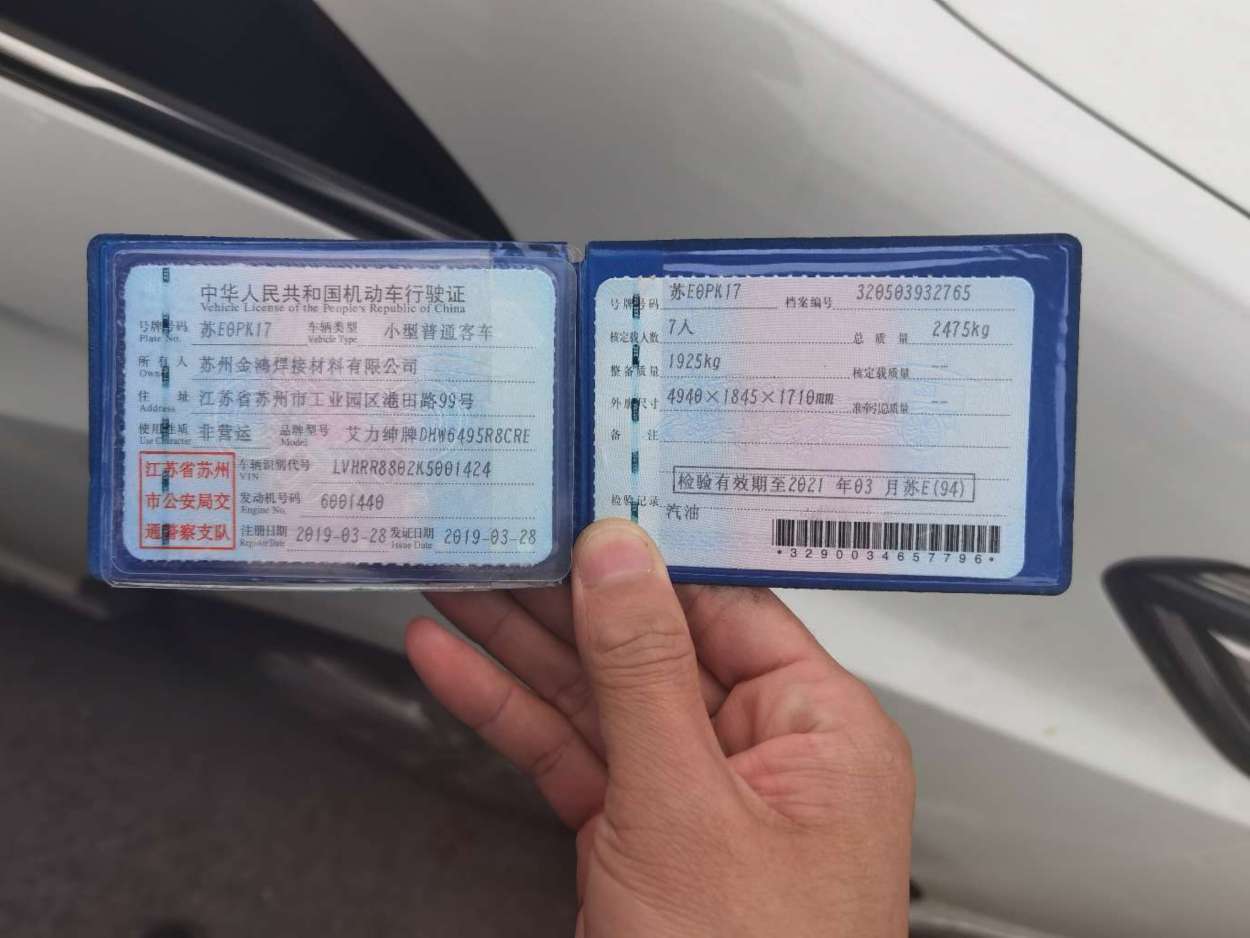 中华人民共和国机动车行驶证
Vehicle License of the People's Republic of China
号牌号码 苏E0PK17 车辆类型 小型普通客车
Plate No. Vehicle Type
所有人 苏州金鸿焊接材料有限公司
Owner
住址 江苏省苏州市工业园区港田路99号
Address
使用性质 非营运 品牌型号 艾力绅牌DHW6495R8CRE
Use Character Model
江苏省苏州
市公安局交
通警察支队
车辆识别代号 LVHRR8802K5001424
VIN
发动机号码 6001440
Engine No.
注册日期 2019-03-28 发证日期 2019-03-28
Register Date Issue Date
号牌号码 苏E0PK17 档案编号 320503932765
核定载人数 7人 总质量 2475kg
整备质量 1925kg 核定载质量 --
外廓尺寸 4940×1845×1710mm 准牵引总质量 --
备注
检验有效期至2021 年03 月苏E(94)
检验记录
汽油
*3290034657796*